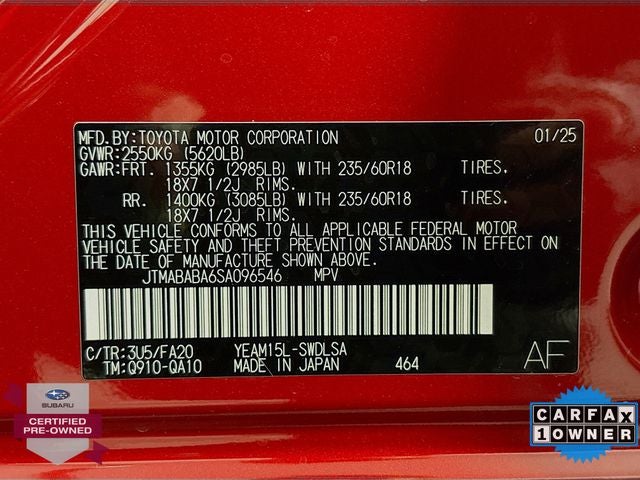 MFD.BY:TOYOTA MOTOR CORPORATION 01/25
GVWR:2550KG (5620LB)
GAWR:FRT. 1355KG (2985LB) WITH 235/60R18 TIRES.
18X7 1/2J RIMS.
RR. 1400KG (3085LB) WITH 235/60R18 TIRES.
18X7 1/2J RIMS.
THIS VEHICLE CONFORMS TO ALL APPLICABLE FEDERAL MOTOR
VEHICLE SAFETY AND THEFT PREVENTION STANDARDS IN EFFECT ON
THE DATE OF MANUFACTURE SHOWN ABOVE.
JTMABABA6SA096546 MPV
C/TR:3U5/FA20 YEAM15L-SWDLSA
TM:Q910-QA10 MADE IN JAPAN 464 AF
SUBARU
CERTIFIED
PRE-OWNED
CARFAX
1 OWNER